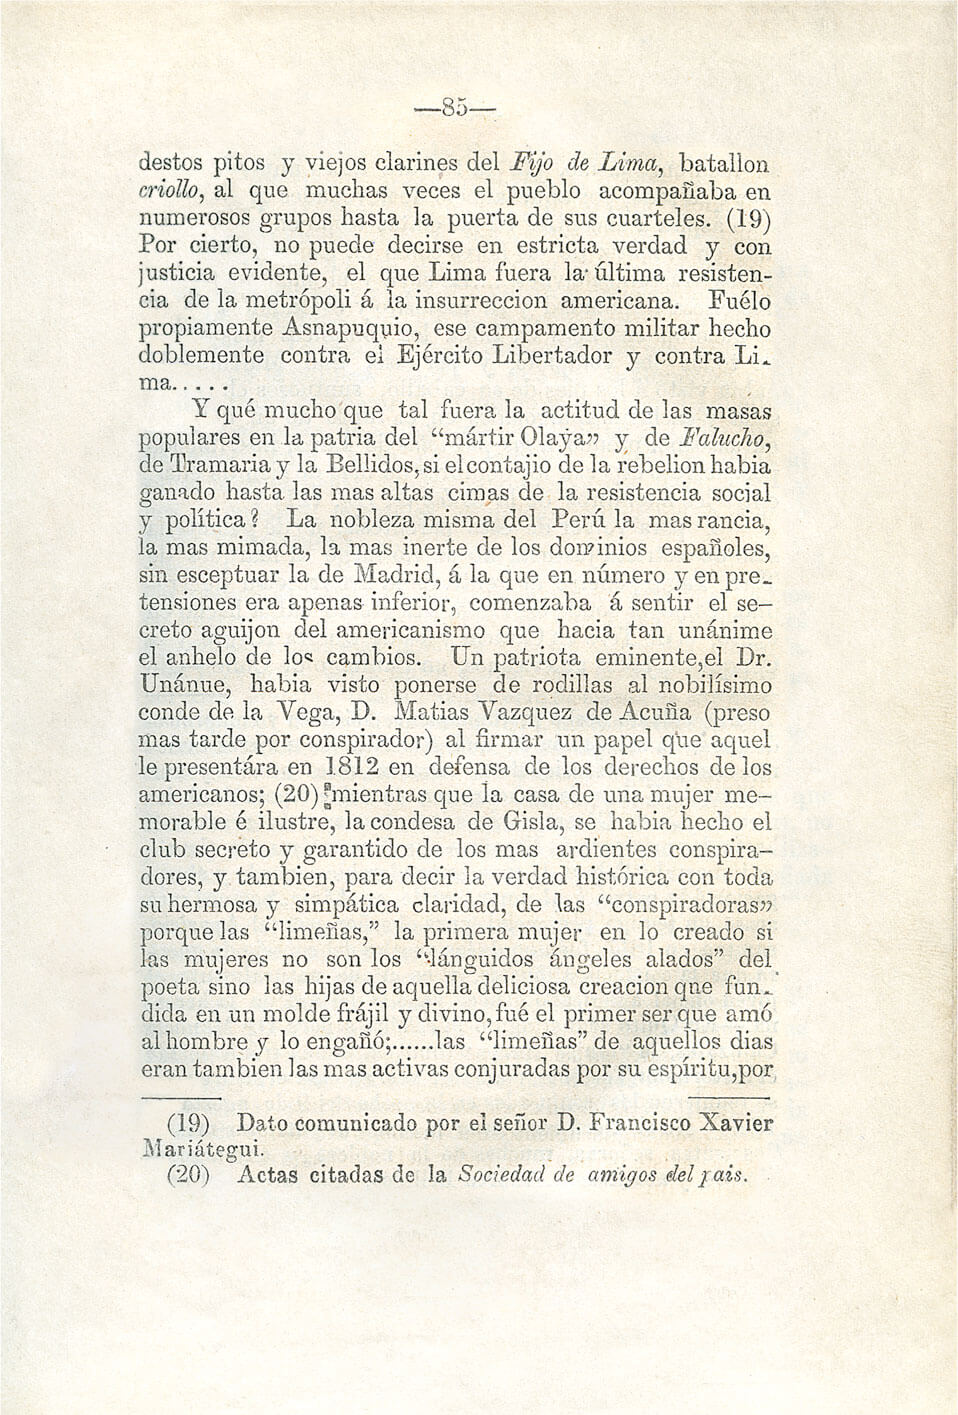 —85—
destos pitos y viejos clarines del Fijo de Lima, batallon
criollo, al que muchas veces el pueblo acompañaba en
numerosos grupos hasta la puerta de sus cuarteles. (19)
Por cierto, no puede decirse en estricta verdad y con
justicia evidente, el que Lima fuera la última resisten-
cia de la metrópoli á la insurreccion americana. Fuélo
propiamente Asnapuquio, ese campamento militar hecho
doblemente contra el Ejército Libertador y contra Li-
ma.....
Y qué mucho que tal fuera la actitud de las masas
populares en la patria del “mártir Olaya” y de Falucho,
de Tramaria y la Bellidos, si el contajio de la rebelion habia
ganado hasta las mas altas cimas de la resistencia social
y política? La nobleza misma del Perú la mas rancia,
la mas mimada, la mas inerte de los dominios españoles,
sin esceptuar la de Madrid, á la que en número y en pre-
tensiones era apenas inferior, comenzaba á sentir el se-
creto aguijon del americanismo que hacia tan unánime
el anhelo de los cambios. Un patriota eminente, el Dr.
Unánue, habia visto ponerse de rodillas al nobilísimo
conde de la Vega, D. Matias Vazquez de Acuña (preso
mas tarde por conspirador) al firmar un papel que aquel
le presentára en 1812 en defensa de los derechos de los
americanos; (20) mientras que la casa de una mujer me-
morable é ilustre, la condesa de Gisla, se habia hecho el
club secreto y garantido de los mas ardientes conspira-
dores, y tambien, para decir la verdad histórica con toda
su hermosa y simpática claridad, de las “conspiradoras”
porque las “limeñas,” la primera mujer en lo creado si
las mujeres no son los “lánguidos ángeles alados” del
poeta sino las hijas de aquella deliciosa creacion qne fun-
dida en un molde frájil y divino, fué el primer ser que amó
al hombre y lo engañó;......las “limeñas” de aquellos dias
eran tambien las mas activas conjuradas por su espíritu, por
(19) Dato comunicado por el señor D. Francisco Xavier
Mariátegui.
(20) Actas citadas de la Sociedad de amigos del pais.